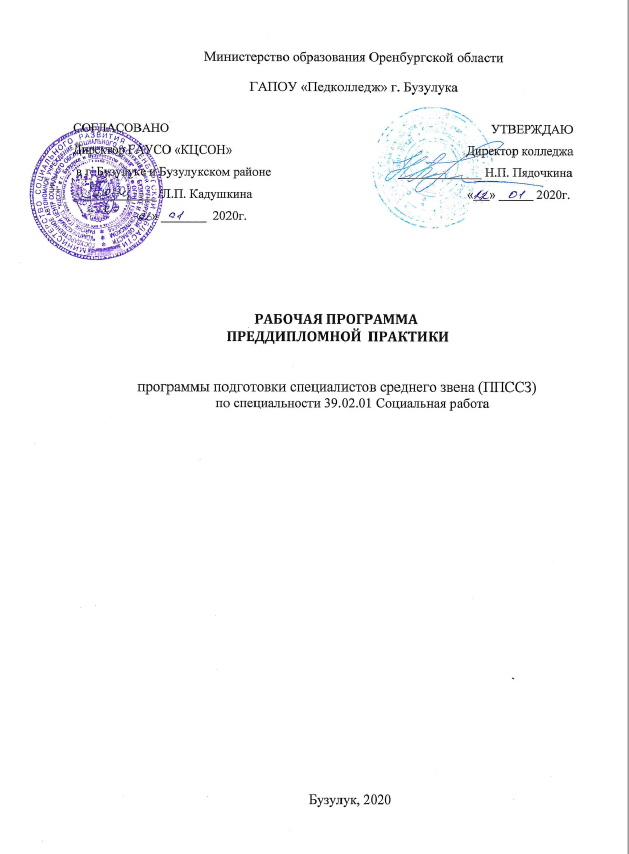 Министерство образования Оренбургской области
ГАПОУ «Педколледж» г. Бузулука
СОГЛАСОВАНО
Директор ГАУСО «КЦСОН»
в г. Бузулуке и Бузулукском районе
Л.П. Кадушкина
01 2020г.
УТВЕРЖДАЮ
Директор колледжа
Н.П. Пядочкина
« » 01 2020г.
РАБОЧАЯ ПРОГРАММА
ПРЕДДИПЛОМНОЙ ПРАКТИКИ
программы подготовки специалистов среднего звена (ППССЗ)
по специальности 39.02.01 Социальная работа
Бузулук, 2020